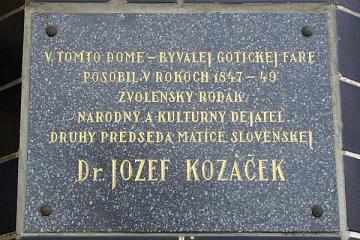 V TOMTO DOME – BÝVALEJ GOTICKEJ FARE
PÔSOBIL V ROKOCH 1847 – 49
ZVOLENSKÝ RODÁK,
NÁRODNÝ A KULTÚRNY DEJATEĽ,
DRUHÝ PREDSEDA MATICE SLOVENSKEJ
Dr. JOZEF KOZÁČEK